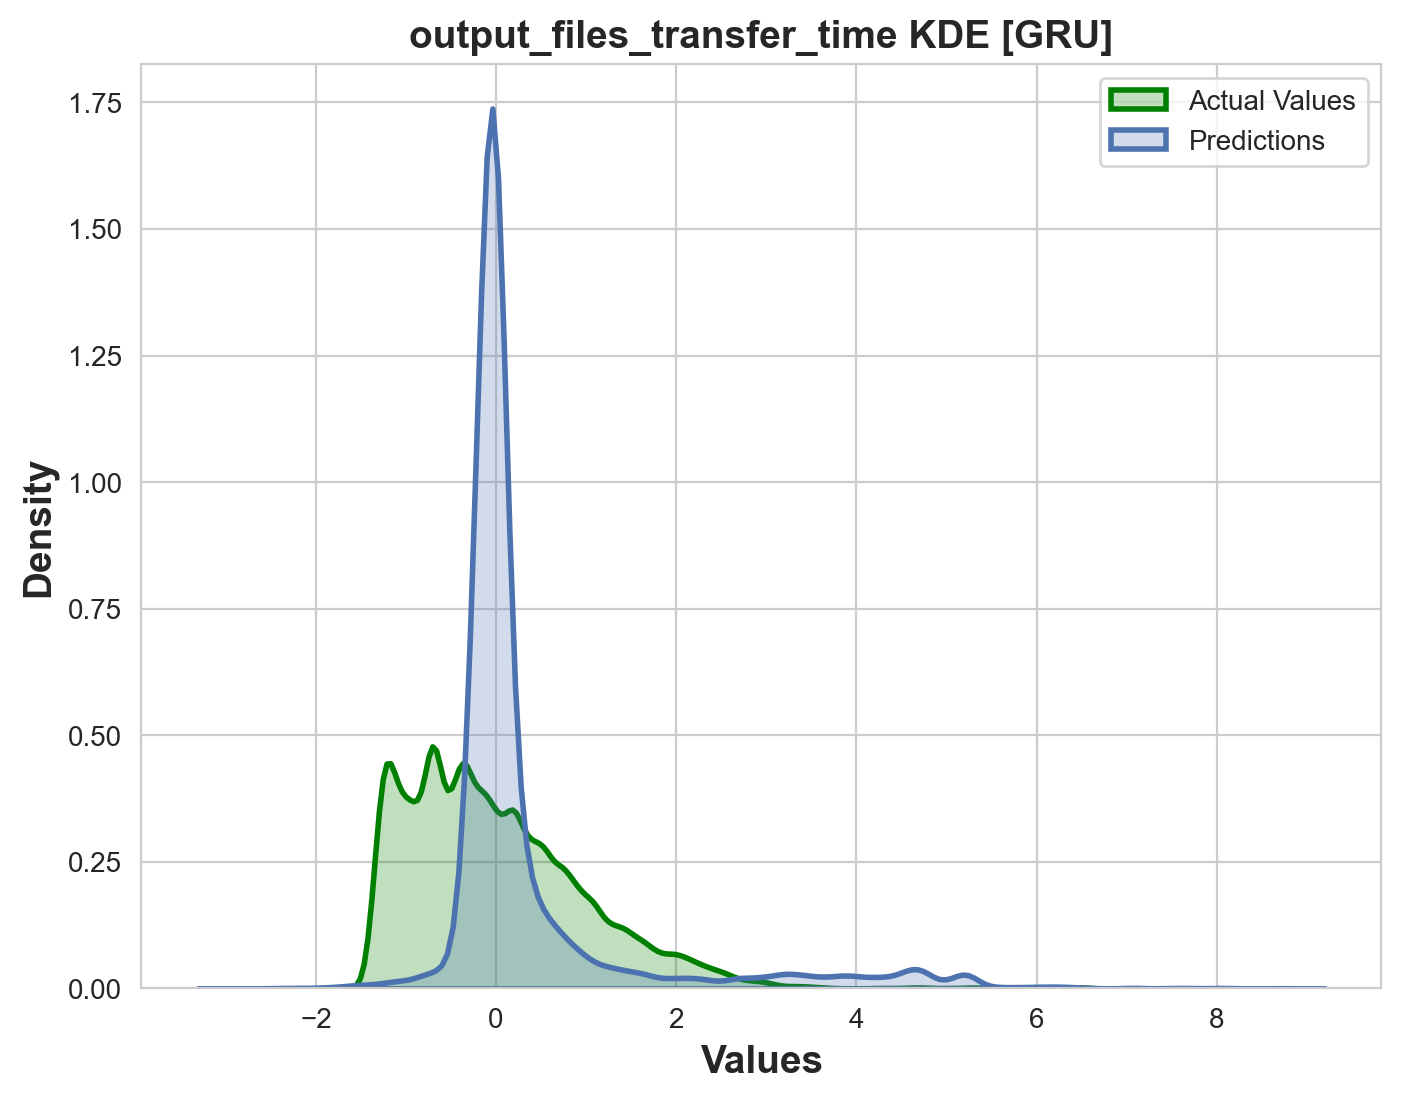 output_files_transfer_time KDE [GRU]
Actual Values
Predictions
1.75
1.50
1.25
1.00
0.75
0.50
0.25
0.00
Density
−2
0
2
4
6
8
Values